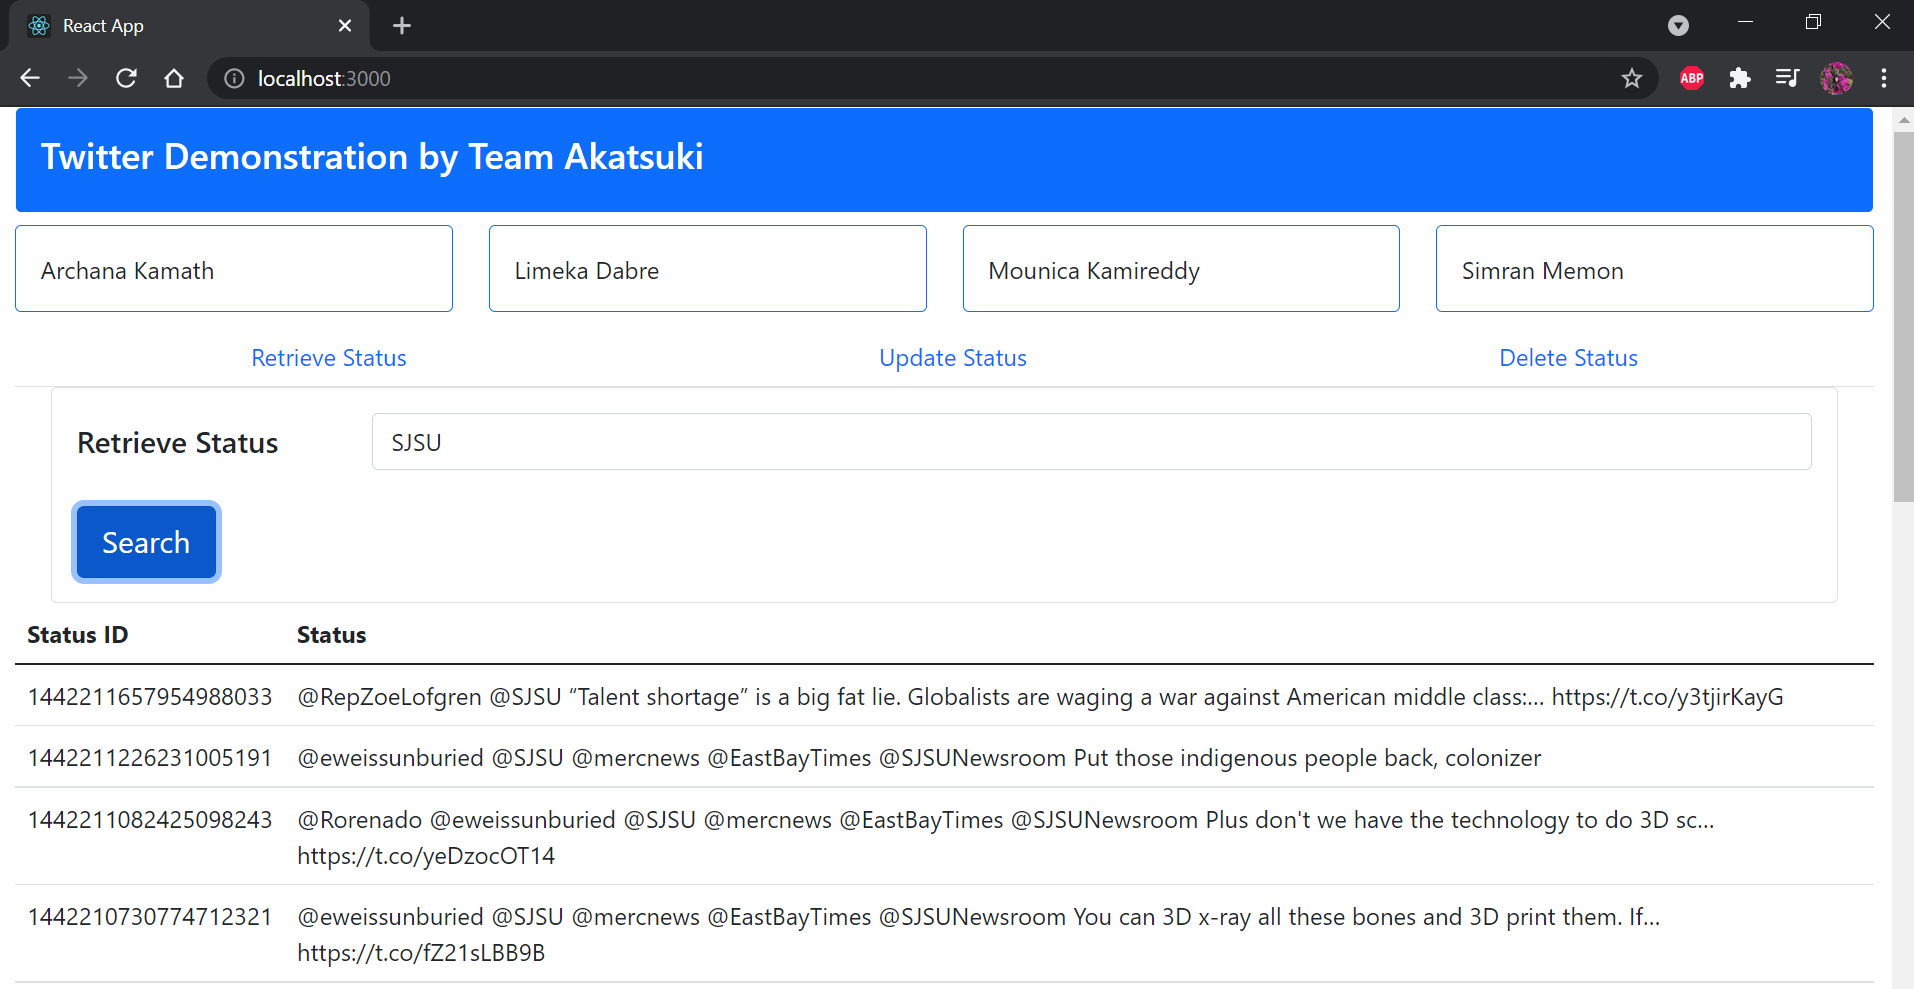 React App
localhost:3000
ABP
Twitter Demonstration by Team Akatsuki
Archana Kamath
Limeka Dabre
Mounica Kamireddy
Simran Memon
Retrieve Status
Update Status
Delete Status
Retrieve Status
SJSU
Search
Status ID
Status
1442211657954988033
@RepZoeLofgren @SJSU “Talent shortage” is a big fat lie. Globalists are waging a war against American middle class:… https://t.co/y3tjirKayG
1442211226231005191
@eweissunburied @SJSU @mercnews @EastBayTimes @SJSUNewsroom Put those indigenous people back, colonizer
1442211082425098243
@Rorenado @eweissunburied @SJSU @mercnews @EastBayTimes @SJSUNewsroom Plus don't we have the technology to do 3D sc…
https://t.co/yeDzocOT14
1442210730774712321
@eweissunburied @SJSU @mercnews @EastBayTimes @SJSUNewsroom You can 3D x-ray all these bones and 3D print them. If…
https://t.co/fZ21sLBB9B